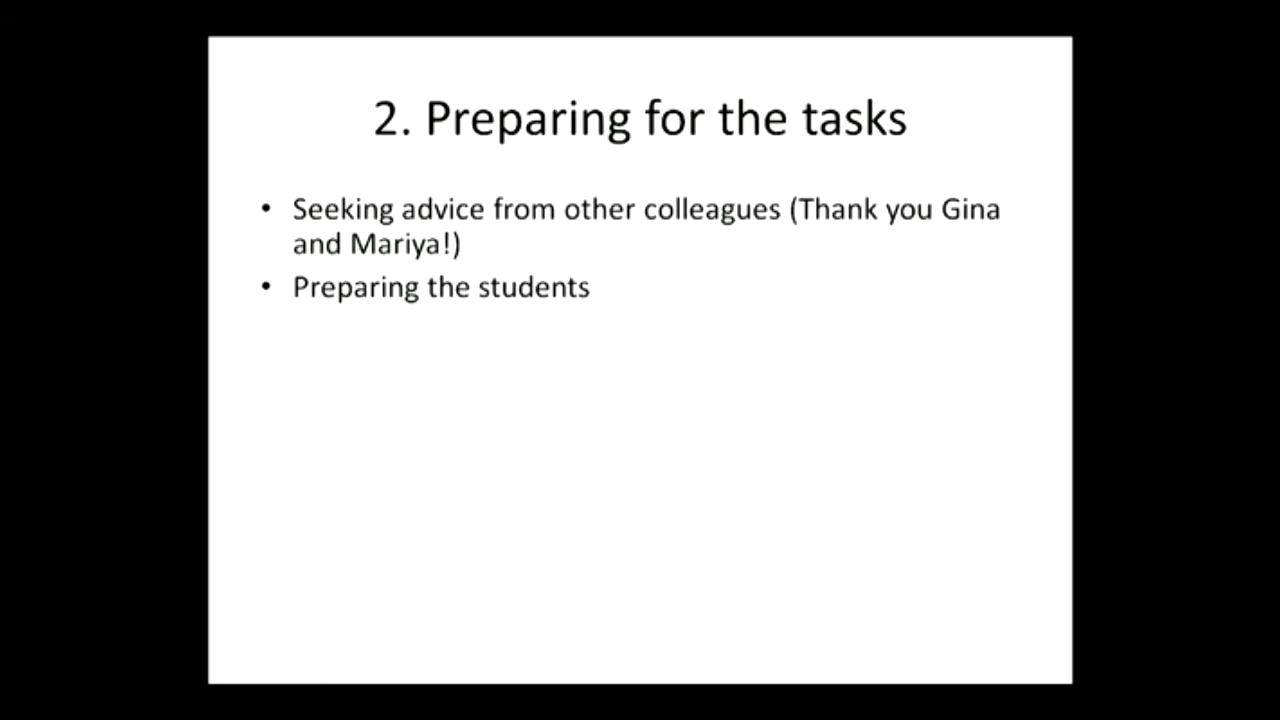 2. Preparing for the tasks
• Seeking advice from other colleagues (Thank you Gina
and Mariya!)
• Preparing the students